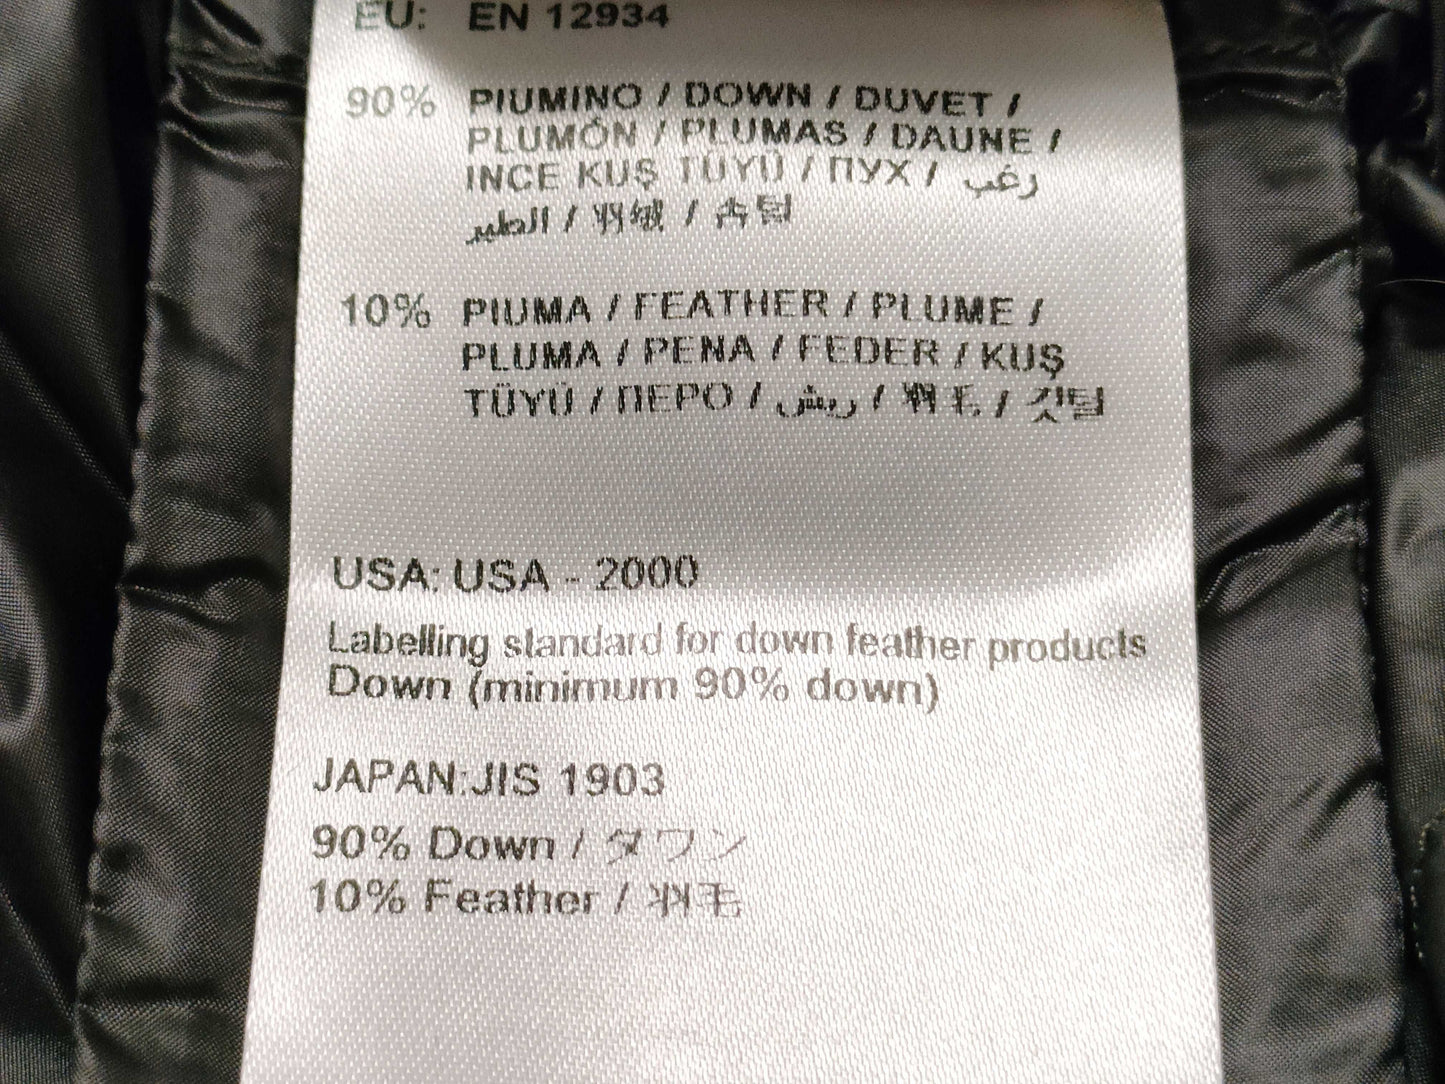 EU: EN 12934
90% PIUMINO / DOWN / DUVET /
PLUMÓN / PLUMAS / DAUNE /
INCE KUŞ TÜYÜ / ПУХ / رغب
الطير / 羽绒 / 솜털
10% PIUMA / FEATHER / PLUME /
PLUMA / PENA / FEDER / KUŞ
TÜYÜ / ПЕРО / ريش / 羽毛 / 깃털
USA: USA - 2000
Labelling standard for down feather products
Down (minimum 90% down)
JAPAN:JIS 1903
90% Down / ダワン
10% Feather / 羽毛